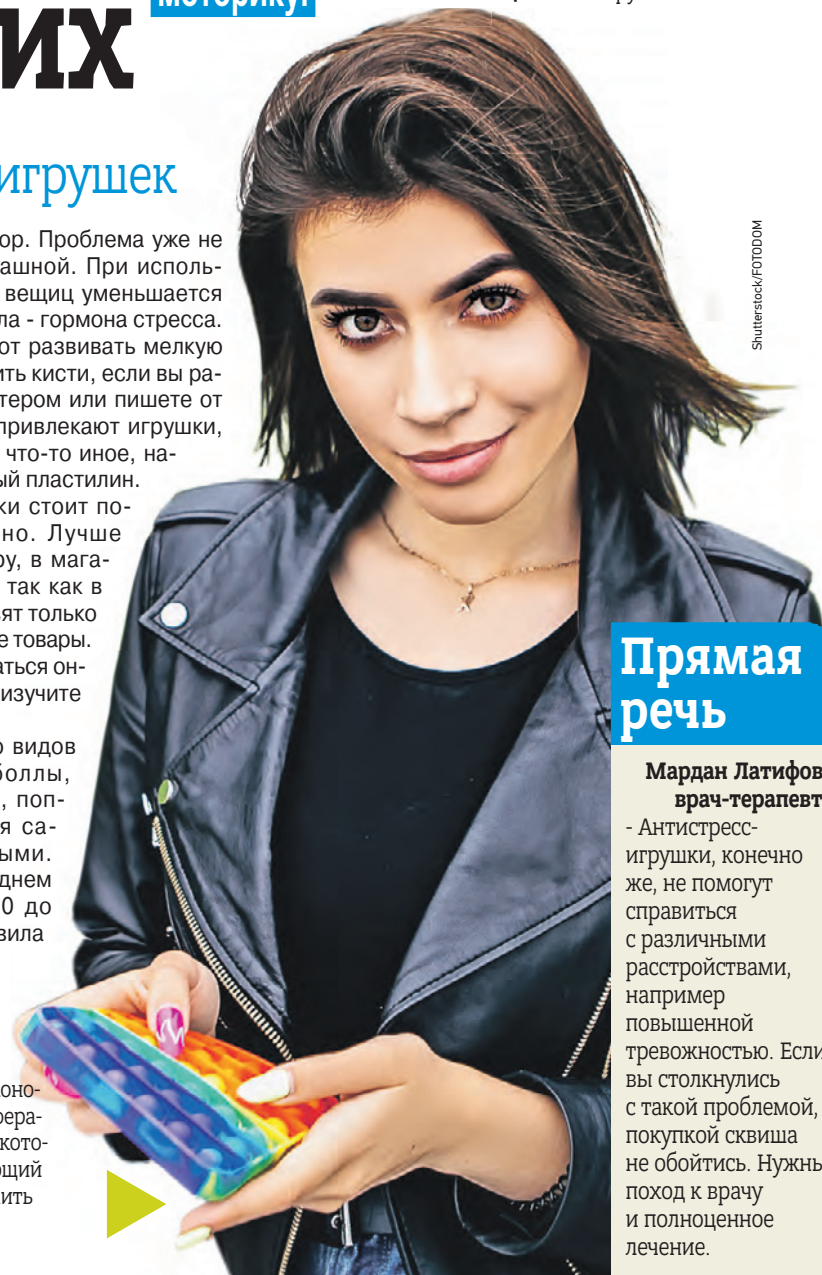 моторику.
ИХ
игрушек
ор. Проблема уже не
ашной. При исполь-
вещиц уменьшается
ла - гормона стресса.
от развивать мелкую
ить кисти, если вы ра-
тером или пишете от
привлекают игрушки,
что-то иное, на-
ый пластилин.
ки стоит по-
но. Лучше
ру, в мага-
так как в
ят только
е товары.
аться он-
изучите
о видов
боллы,
, поп-
я са-
ыми.
днем
0 до
вила
оно-
ера-
кото-
щий
ить
Shutterstock/FOTODOM
Прямая
речь
Мардан Латифов
врач-терапевт
- Антистресс-
игрушки, конечно
же, не помогут
справиться
с различными
расстройствами,
например
повышенной
тревожностью. Если
вы столкнулись
с такой проблемой,
покупкой сквиша
не обойтись. Нужны
поход к врачу
и полноценное
лечение.